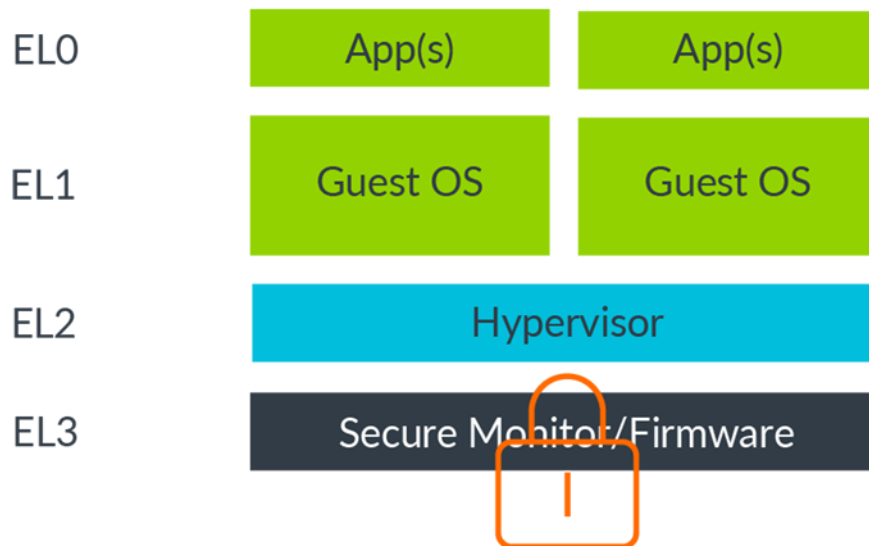 EL0 App(s) App(s)
EL1 Guest OS Guest OS
EL2 Hypervisor
EL3 Secure Monitor/Firmware